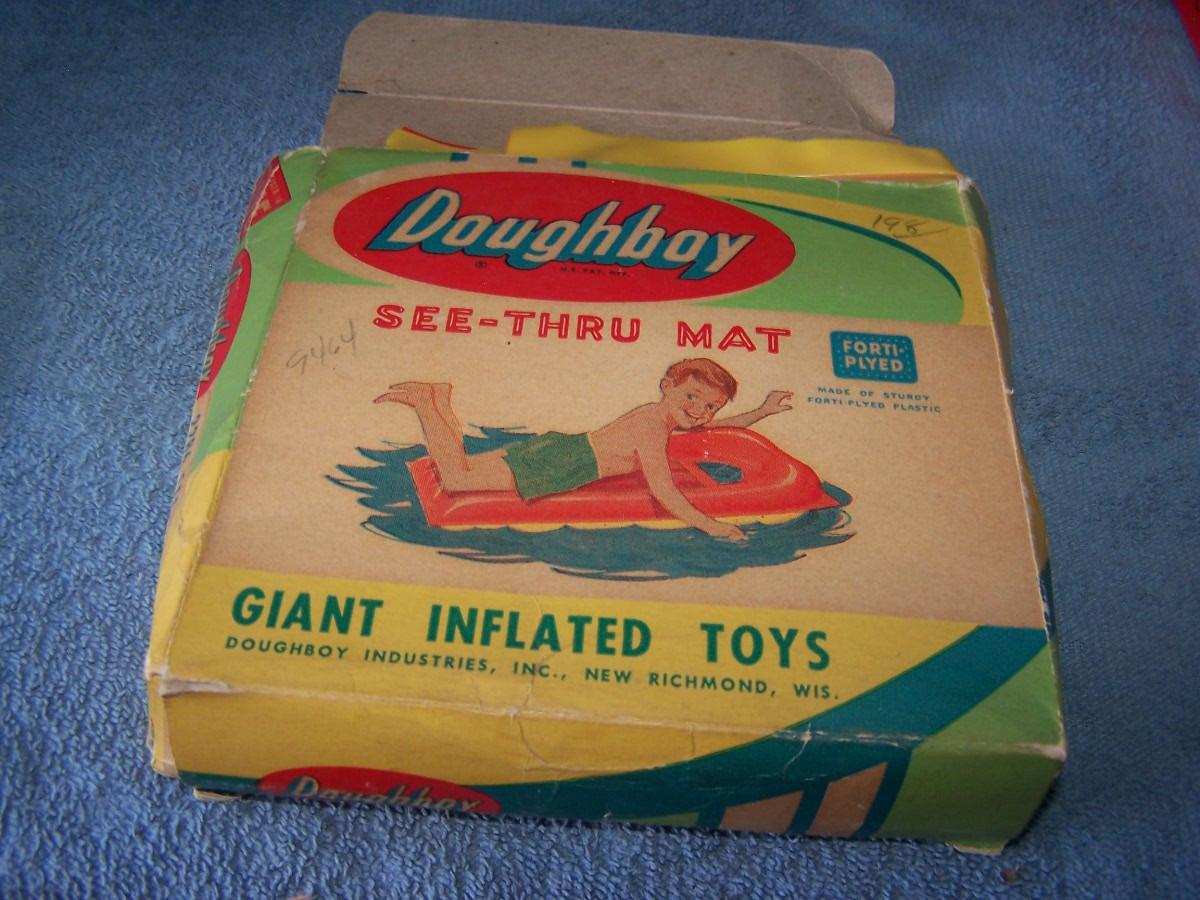 Doughboy
®
U.S. PAT. OFF.
198
SEE-THRU MAT
9464
FORTI-
PLYED
MADE OF STURDY
FORTI-PLYED PLASTIC
GIANT INFLATED TOYS
DOUGHBOY INDUSTRIES, INC., NEW RICHMOND, WIS.
Doughboy